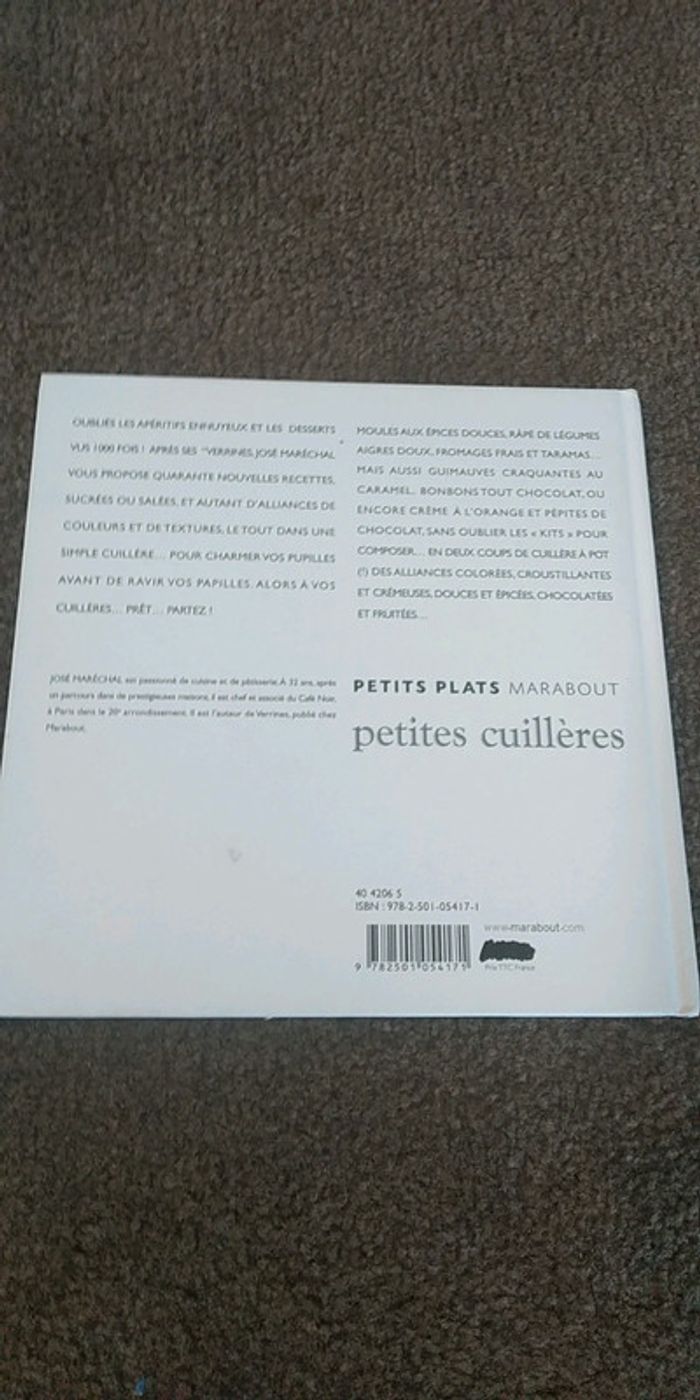 OUBLIÉS LES APÉRITIFS ENNUYEUX ET LES DESSERTS
VUS 1000 FOIS ! APRÈS SES "VERRINES, JOSÉ MARÉCHAL
VOUS PROPOSE QUARANTE NOUVELLES RECETTES,
SUCRÉES OU SALÉES, ET AUTANT D'ALLIANCES DE
COULEURS ET DE TEXTURES, LE TOUT DANS UNE
SIMPLE CUILLÈRE... POUR CHARMER VOS PUPILLES
AVANT DE RAVIR VOS PAPILLES. ALORS À VOS
CUILLÈRES... PRÊT... PARTEZ !
JOSÉ MARÉCHAL est passionné de cuisine et de pâtisserie. À 32 ans, après
un parcours dans de prestigieuses maisons, il est chef et associé du Café Noir,
à Paris dans le 20e arrondissement. Il est l'auteur de Verrines, publié chez
Marabout.
MOULES AUX ÉPICES DOUCES, RÂPÉ DE LÉGUMES
AIGRES DOUX, FROMAGES FRAIS ET TARAMAS...
MAIS AUSSI GUIMAUVES CRAQUANTES AU
CARAMEL, BONBONS TOUT CHOCOLAT, OU
ENCORE CRÈME À L'ORANGE ET PÉPITES DE
CHOCOLAT, SANS OUBLIER LES « KITS » POUR
COMPOSER... EN DEUX COUPS DE CUILLÈRE À POT
(!) DES ALLIANCES COLORÉES, CROUSTILLANTES
ET CRÉMEUSES, DOUCES ET ÉPICÉES, CHOCOLATÉES
ET FRUITÉES...
PETITS PLATS MARABOUT
petites cuillères
40 4206 5
ISBN : 978-2-501-05417-1
www.marabout.com
9 782501 054171
Prix TTC France